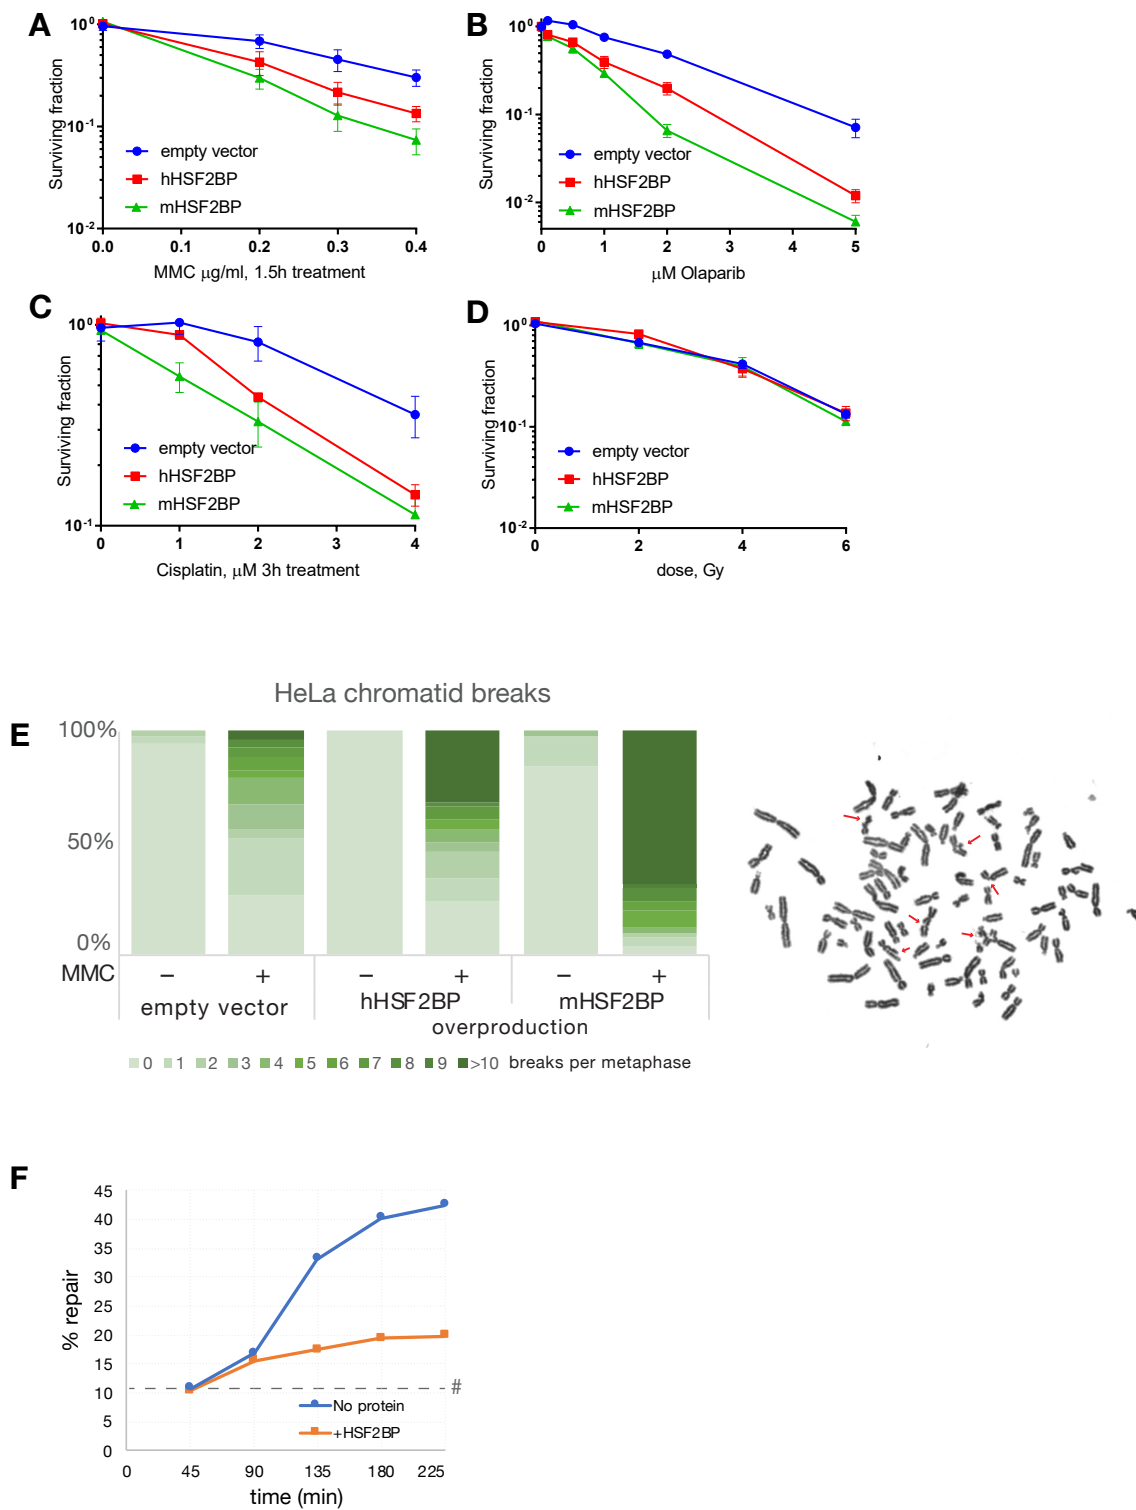 A
10⁰
10⁻¹
10⁻²
Surviving fraction
empty vector
hHSF2BP
mHSF2BP
0.0 0.1 0.2 0.3 0.4
MMC μg/ml, 1.5h treatment
B
10⁰
10⁻¹
10⁻²
Surviving fraction
empty vector
hHSF2BP
mHSF2BP
0 1 2 3 4 5
μM Olaparib
C
10⁰
10⁻¹
Surviving fraction
empty vector
hHSF2BP
mHSF2BP
0 1 2 3 4
Cisplatin, μM 3h treatment
D
10⁰
10⁻¹
10⁻²
Surviving fraction
empty vector
hHSF2BP
mHSF2BP
0 2 4 6
dose, Gy
HeLa chromatid breaks
E
100%
50%
0%
MMC − + − + − +
empty vector hHSF2BP mHSF2BP
overproduction
0 1 2 3 4 5 6 7 8 9 >10 breaks per metaphase
F
45
40
35
30
25
20
15
10
5
0
% repair
#
No protein
+HSF2BP
0 45 90 135 180 225
time (min)